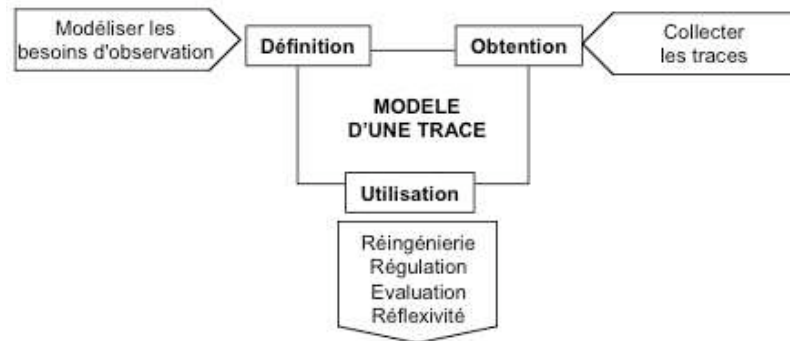 Modéliser les
besoins d'observation
Définition
Obtention
Collecter
les traces
MODELE
D'UNE TRACE
Utilisation
Réingénierie
Régulation
Evaluation
Réflexivité